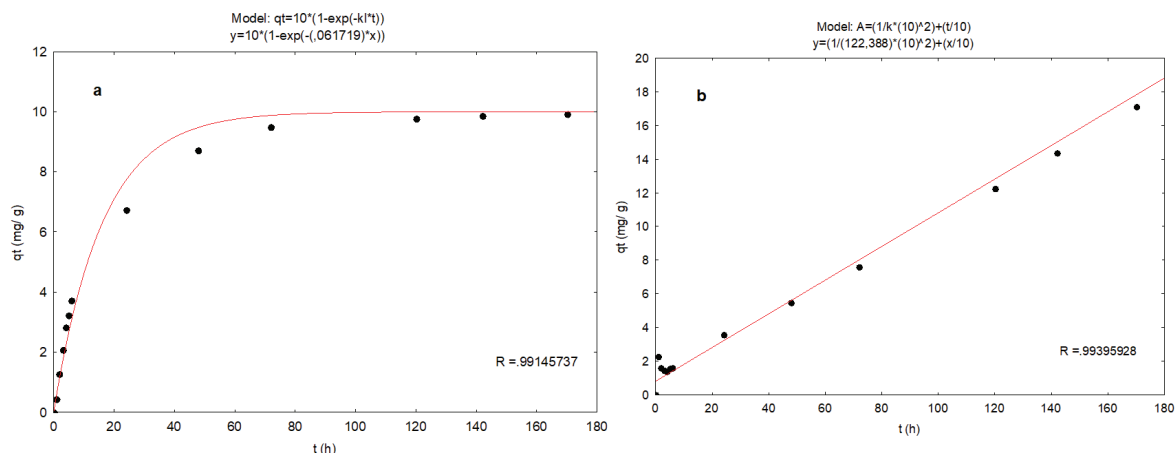 Model: qt=10*(1-exp(-kl*t))
y=10*(1-exp(-(,061719)*x))
12
10
8
6
4
2
0
qt (mg/ g)
a
R =.99145737
0 20 40 60 80 100 120 140 160 180
t (h)
Model: A=(1/k*(10)^2)+(t/10)
y=(1/(122,388)*(10)^2)+(x/10)
20
18
16
14
12
10
8
6
4
2
0
qt (mg/ g)
b
R =.99395928
0 20 40 60 80 100 120 140 160 180
t (h)